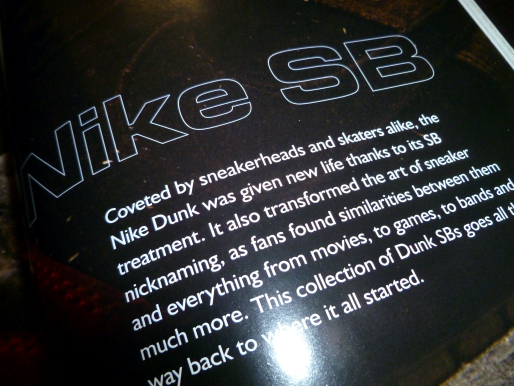 Nike SB
Coveted by sneakerheads and skaters alike, the
Nike Dunk was given new life thanks to its SB
treatment. It also transformed the art of sneaker
nicknaming, as fans found similarities between them
and everything from movies, to games, to bands and
much more. This collection of Dunk SBs goes all the
way back to where it all started.